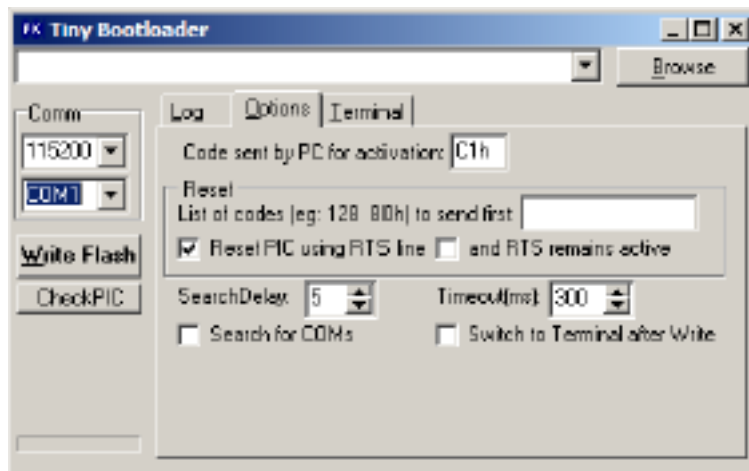 Tiny Bootloader
Browse
Comm
115200
COM1
Write Flash
CheckPIC
Log Options Terminal
Code sent by PC for activation: C1h
Reset
List of codes (eg: 128 80h) to send first
Reset PIC using RTS line and RTS remains active
SearchDelay: 5 Timeout(ms): 300
Search for COMs Switch to Terminal after Write